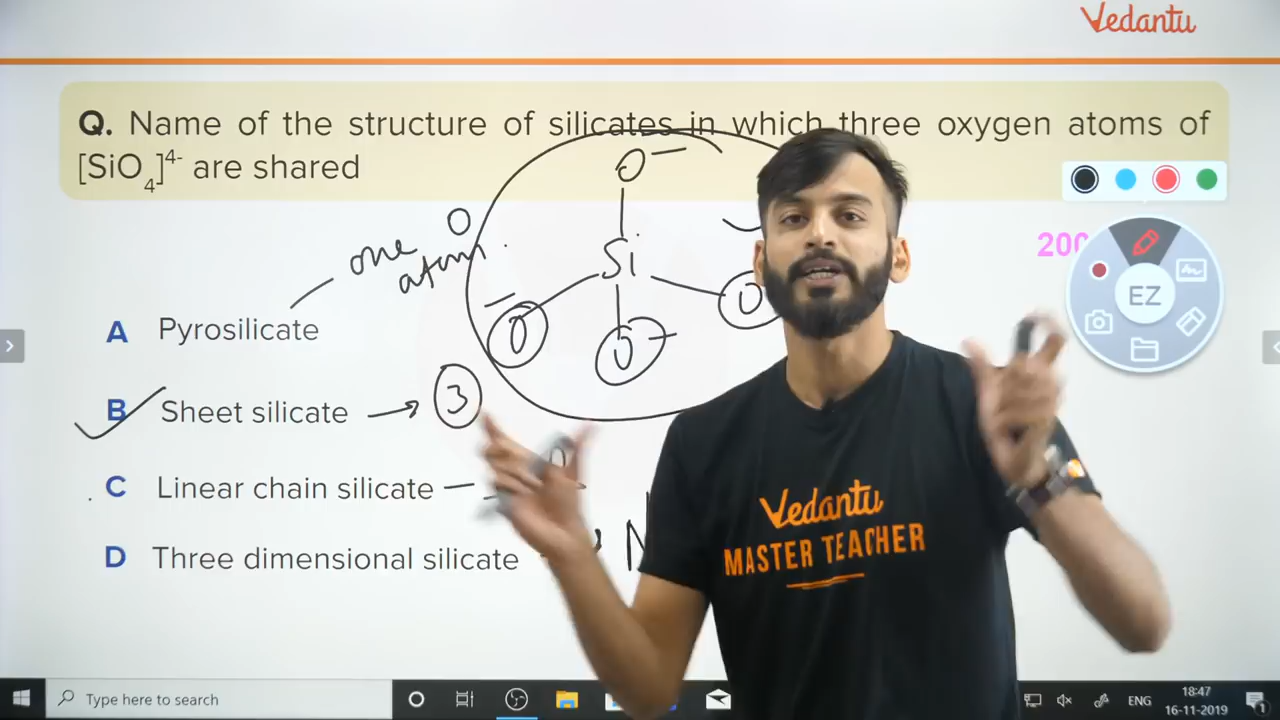 Vedantu
Q. Name of the structure of silicates in which three oxygen atoms of
[SiO4]4- are shared
O-
200
EZ
one O
atom
Si
O-
O-
O
A Pyrosilicate
B Sheet silicate → 3
C Linear chain silicate
D Three dimensional silicate
Vedantu
MASTER TEACHER
Type here to search
ENG
18:47
16-11-2019
1